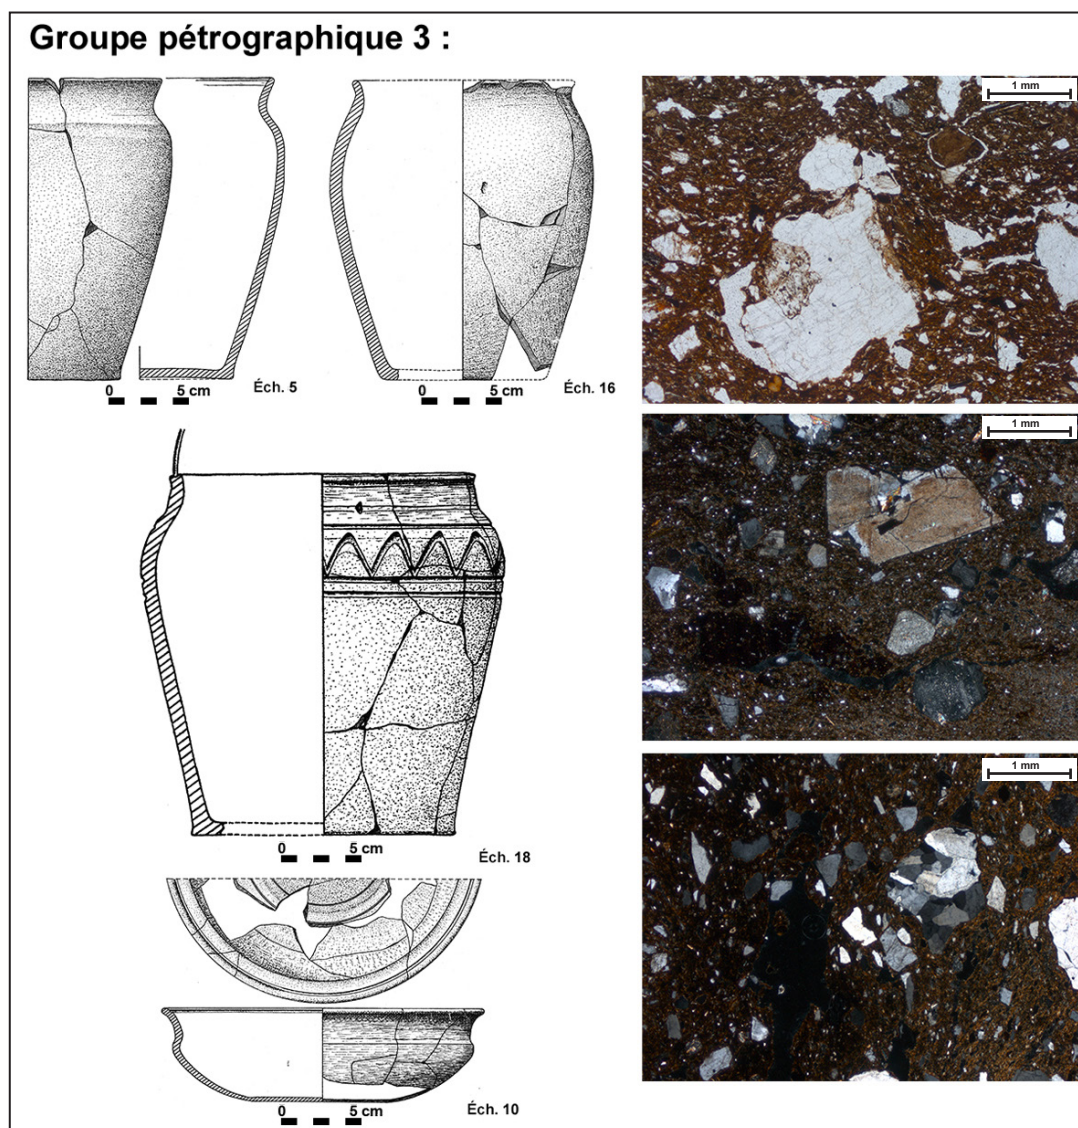 Groupe pétrographique 3 :
0 5 cm Éch. 5
0 5 cm Éch. 16
1 mm
1 mm
0 5 cm Éch. 18
1 mm
0 5 cm Éch. 10